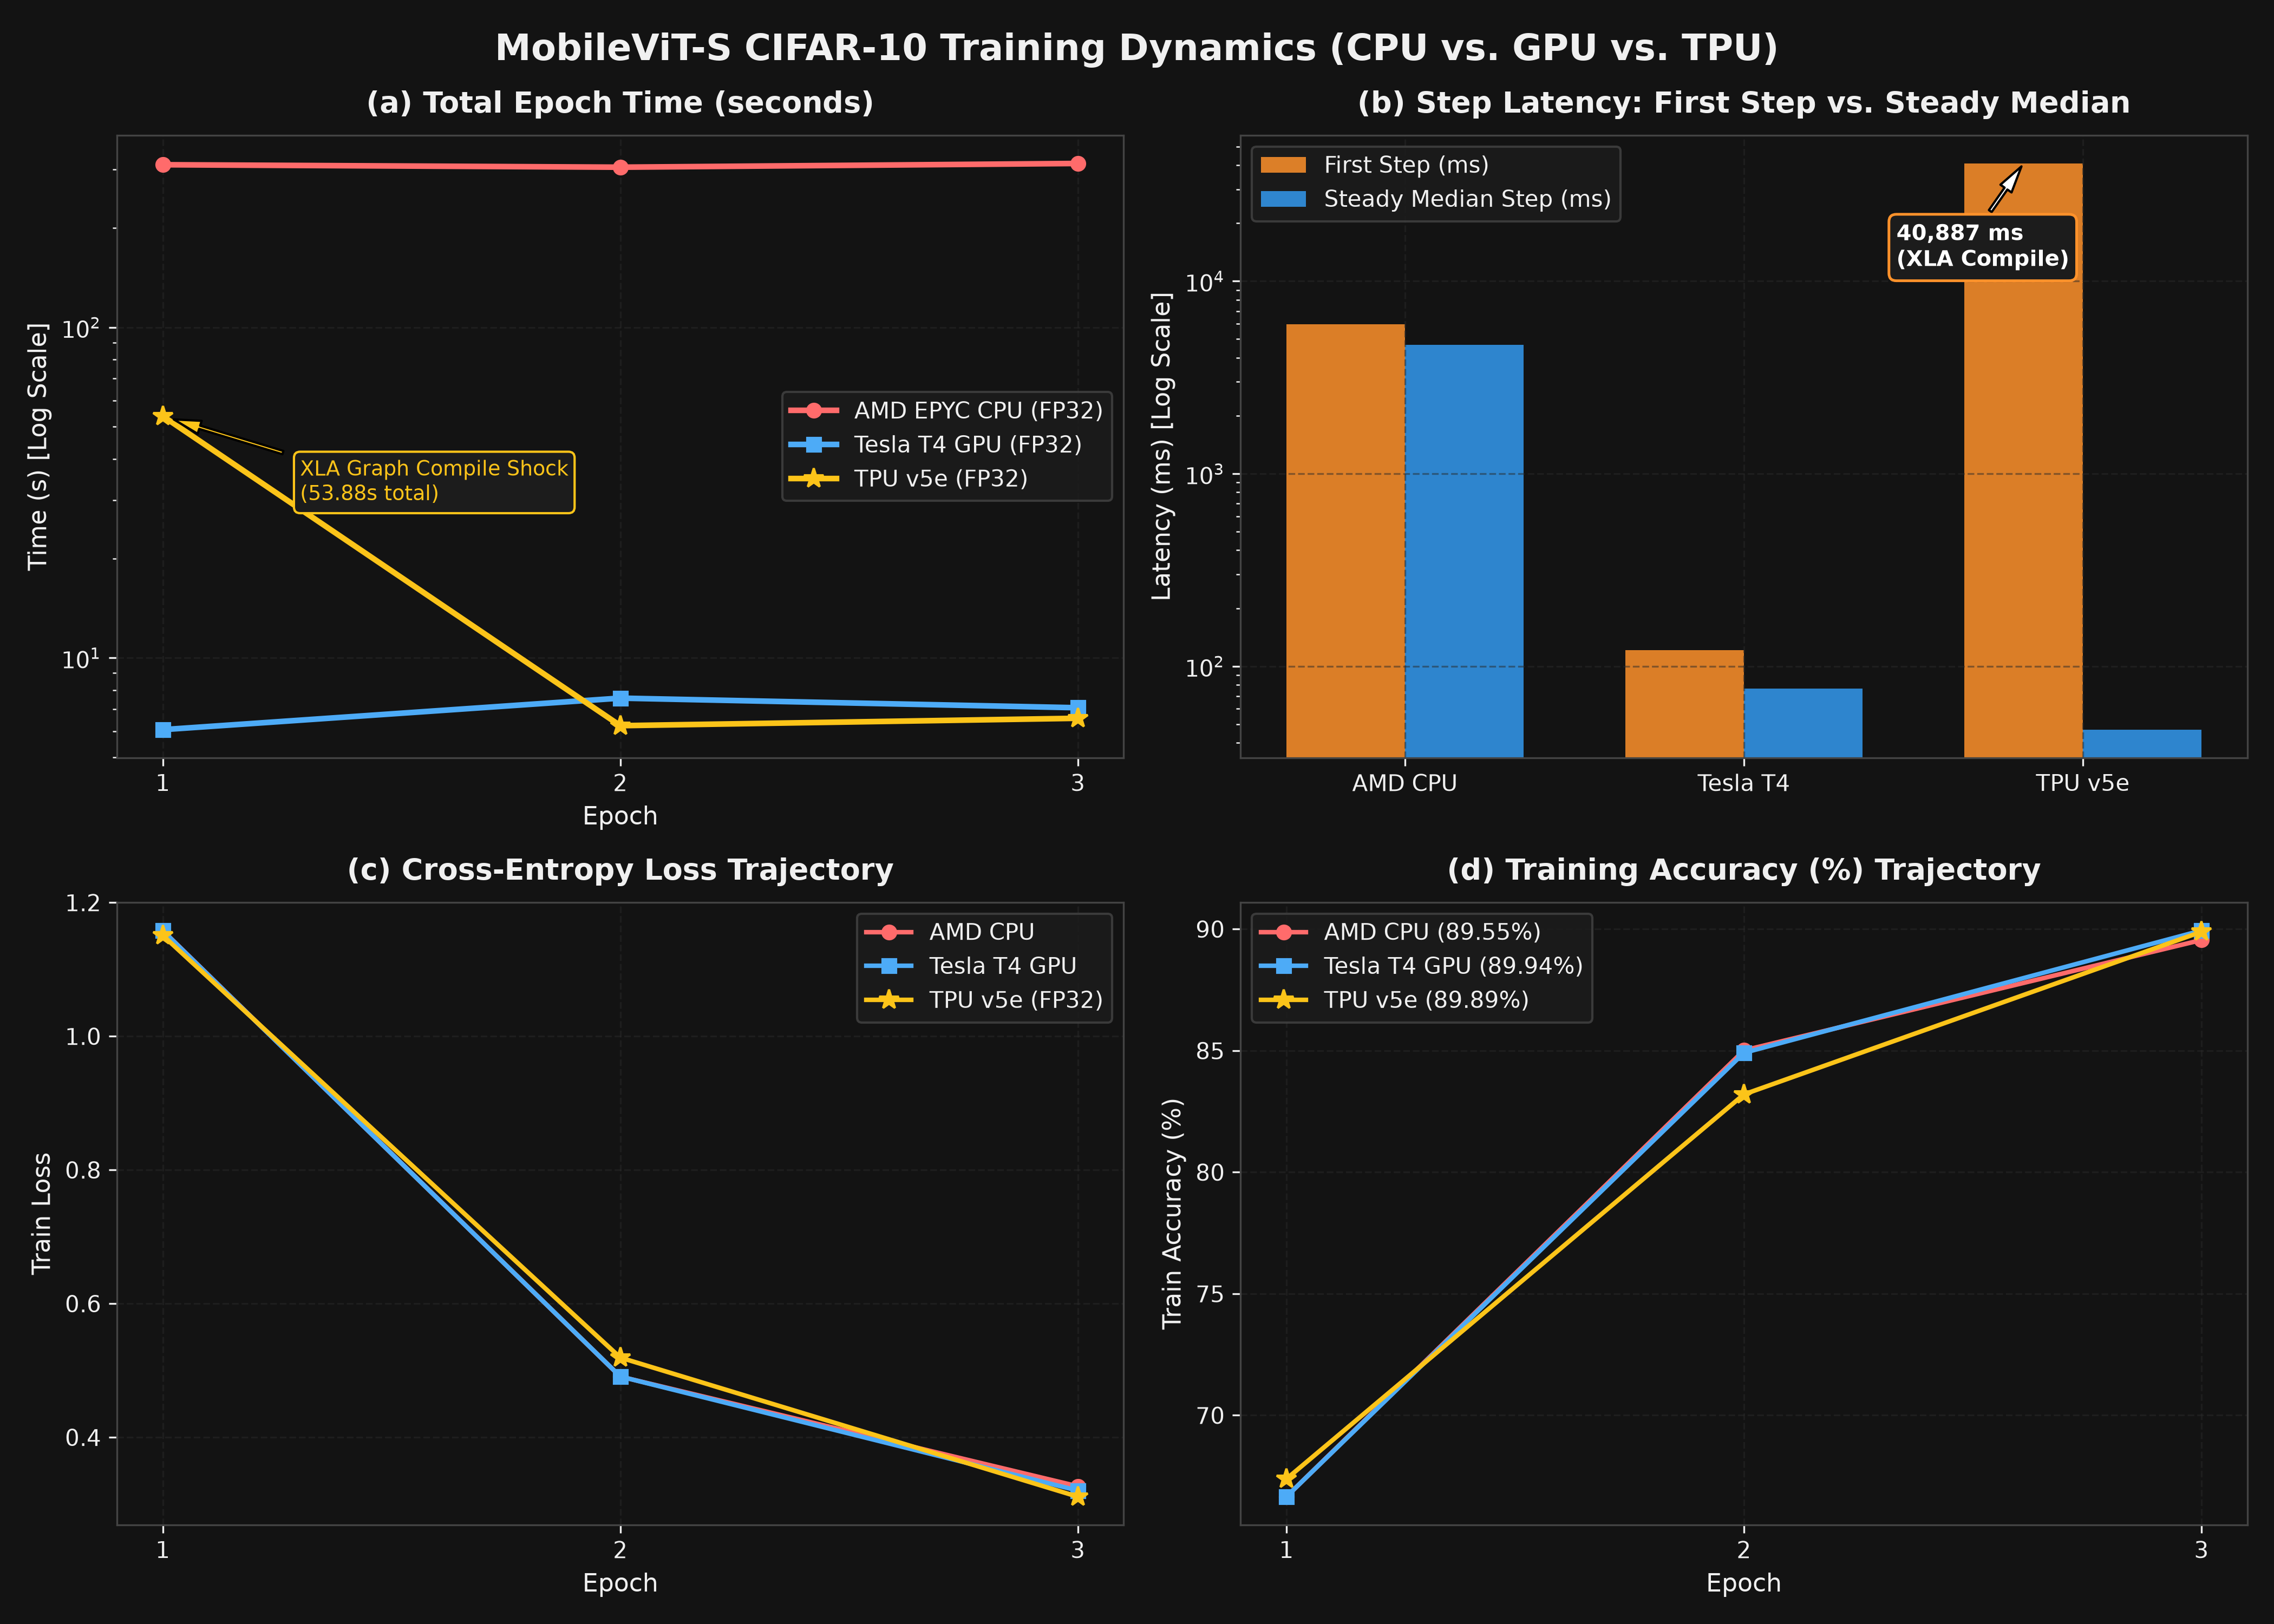 MobileViT-S CIFAR-10 Training Dynamics (CPU vs. GPU vs. TPU)
(a) Total Epoch Time (seconds)
Time (s) [Log Scale]
10²
10¹
XLA Graph Compile Shock
(53.88s total)
AMD EPYC CPU (FP32)
Tesla T4 GPU (FP32)
TPU v5e (FP32)
1
2
3
Epoch
(b) Step Latency: First Step vs. Steady Median
Latency (ms) [Log Scale]
First Step (ms)
Steady Median Step (ms)
40,887 ms
(XLA Compile)
10⁴
10³
10²
AMD CPU
Tesla T4
TPU v5e
(c) Cross-Entropy Loss Trajectory
Train Loss
1.2
1.0
0.8
0.6
0.4
AMD CPU
Tesla T4 GPU
TPU v5e (FP32)
1
2
3
Epoch
(d) Training Accuracy (%) Trajectory
Train Accuracy (%)
90
85
80
75
70
AMD CPU (89.55%)
Tesla T4 GPU (89.94%)
TPU v5e (89.89%)
1
2
3
Epoch